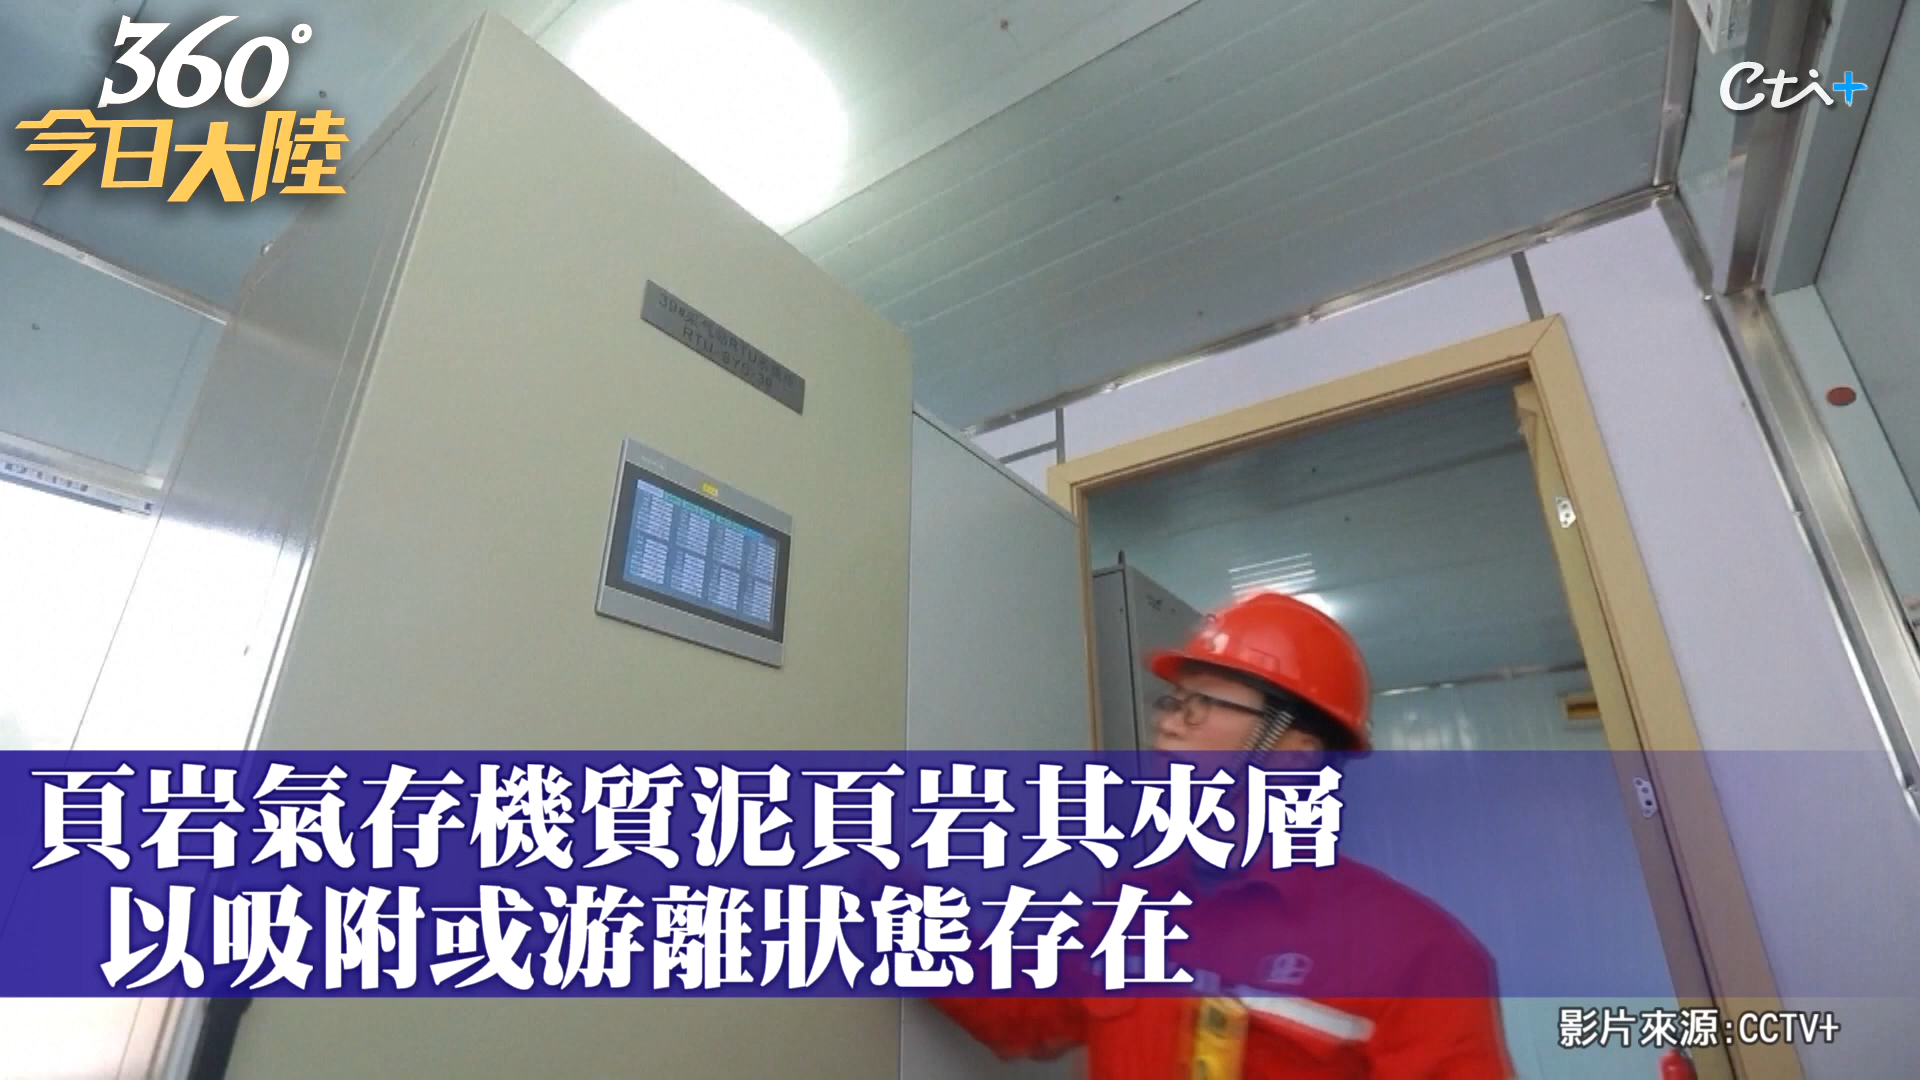 360°
今日大陸
Cti+
頁岩氣存機質泥頁岩其夾層
以吸附或游離狀態存在
影片來源:CCTV+